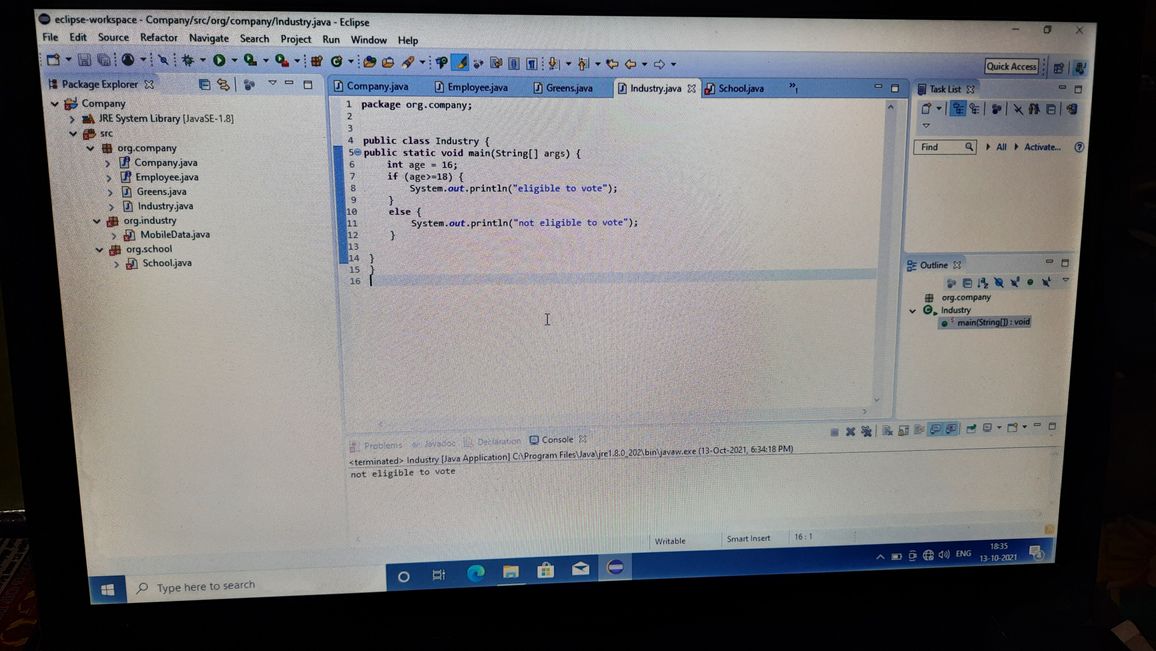 eclipse-workspace - Company/src/org/company/Industry.java - Eclipse
File Edit Source Refactor Navigate Search Project Run Window Help
Quick Access
Package Explorer
Company
JRE System Library [JavaSE-1.8]
src
org.company
Company.java
Employee.java
Greens.java
Industry.java
org.industry
MobileData.java
org.school
School.java
Company.java Employee.java Greens.java Industry.java School.java »1
1 package org.company;
2
3
4 public class Industry {
5 public static void main(String[] args) {
6 int age = 16;
7 if (age>=18) {
8 System.out.println("eligible to vote");
9 }
10 else {
11 System.out.println("not eligible to vote");
12 }
13
14 }
15 }
16
Task List
Find All Activate...
Outline
org.company
Industry
main(String[]) : void
Problems Javadoc Declaration Console
<terminated> Industry [Java Application] C:\Program Files\Java\jre1.8.0_202\bin\javaw.exe (13-Oct-2021, 6:34:18 PM)
not eligible to vote
Writable Smart Insert 16 : 1
Type here to search
ENG
18:35
13-10-2021